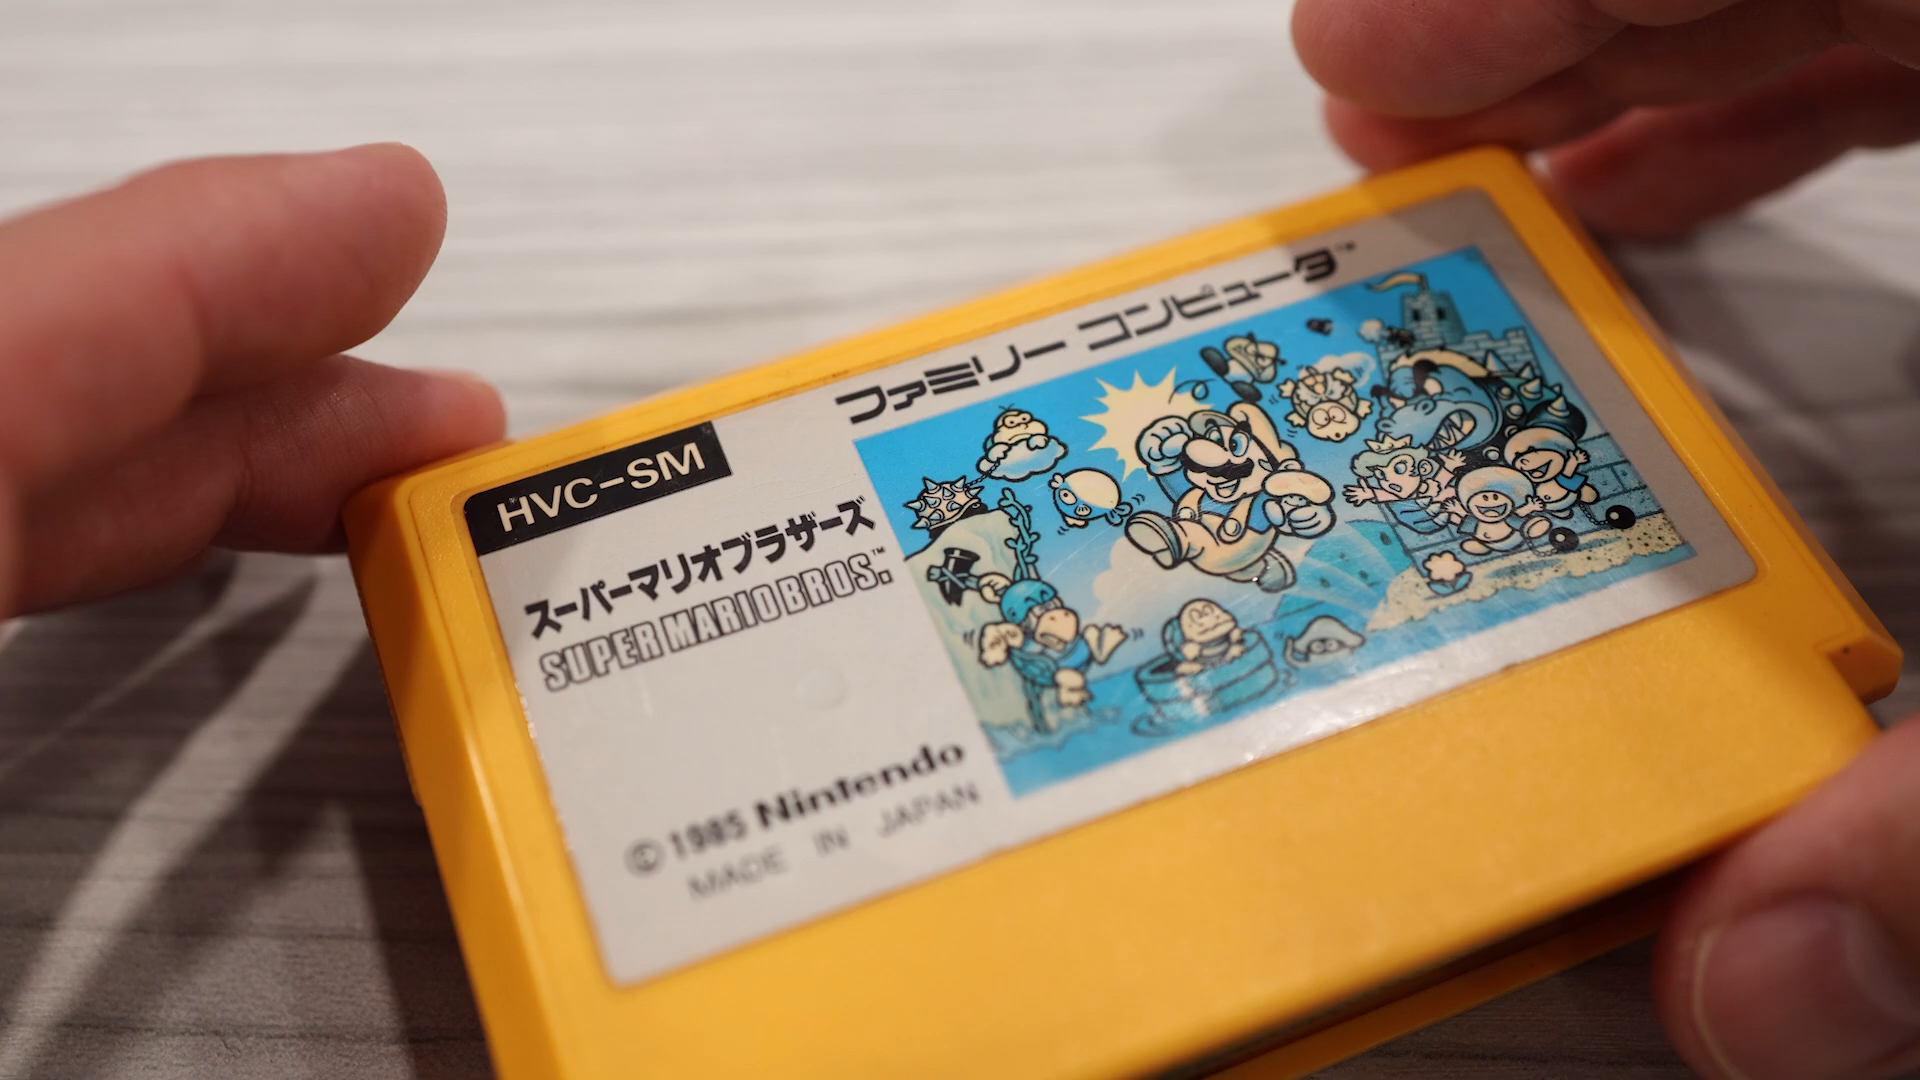 ファミリー コンピュータ™
HVC-SM
スーパーマリオブラザーズ
SUPER MARIO BROS.™
© 1985 Nintendo
MADE IN JAPAN